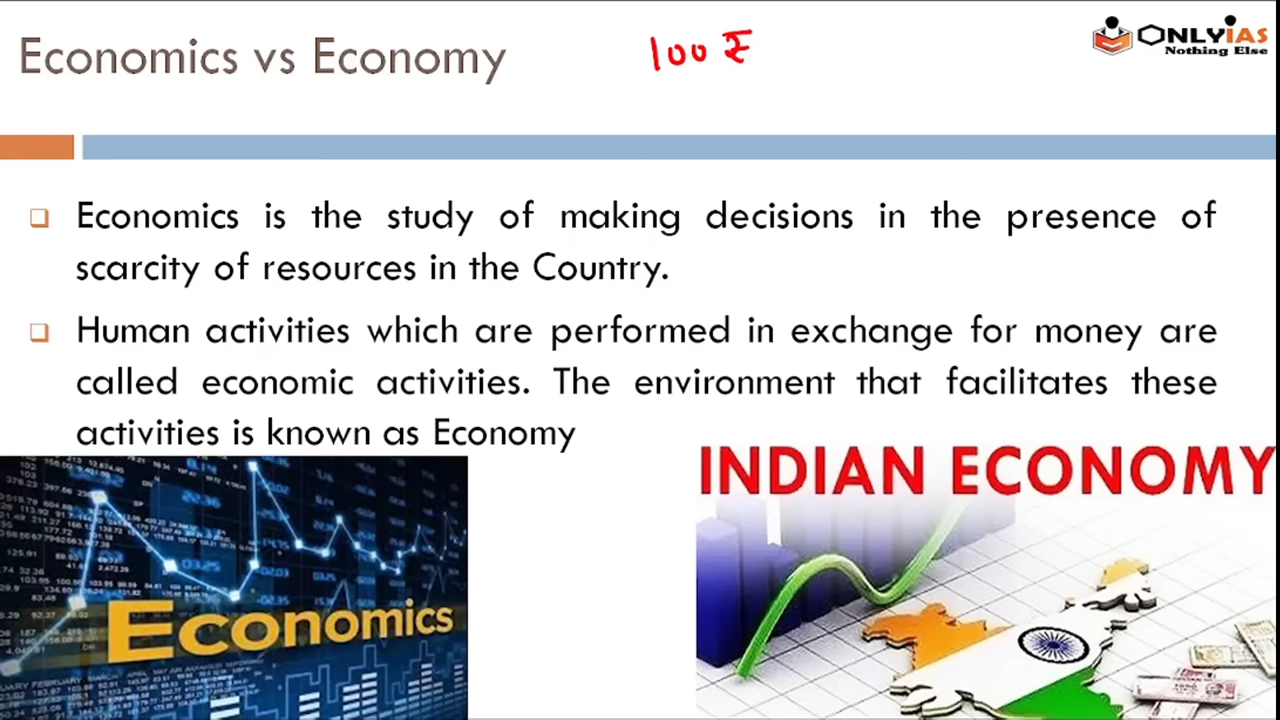 Economics vs Economy
100 ₹
ONLYIAS
Nothing Else
Economics is the study of making decisions in the presence of
scarcity of resources in the Country.
Human activities which are performed in exchange for money are
called economic activities. The environment that facilitates these
activities is known as Economy
Economics
INDIAN ECONOMY